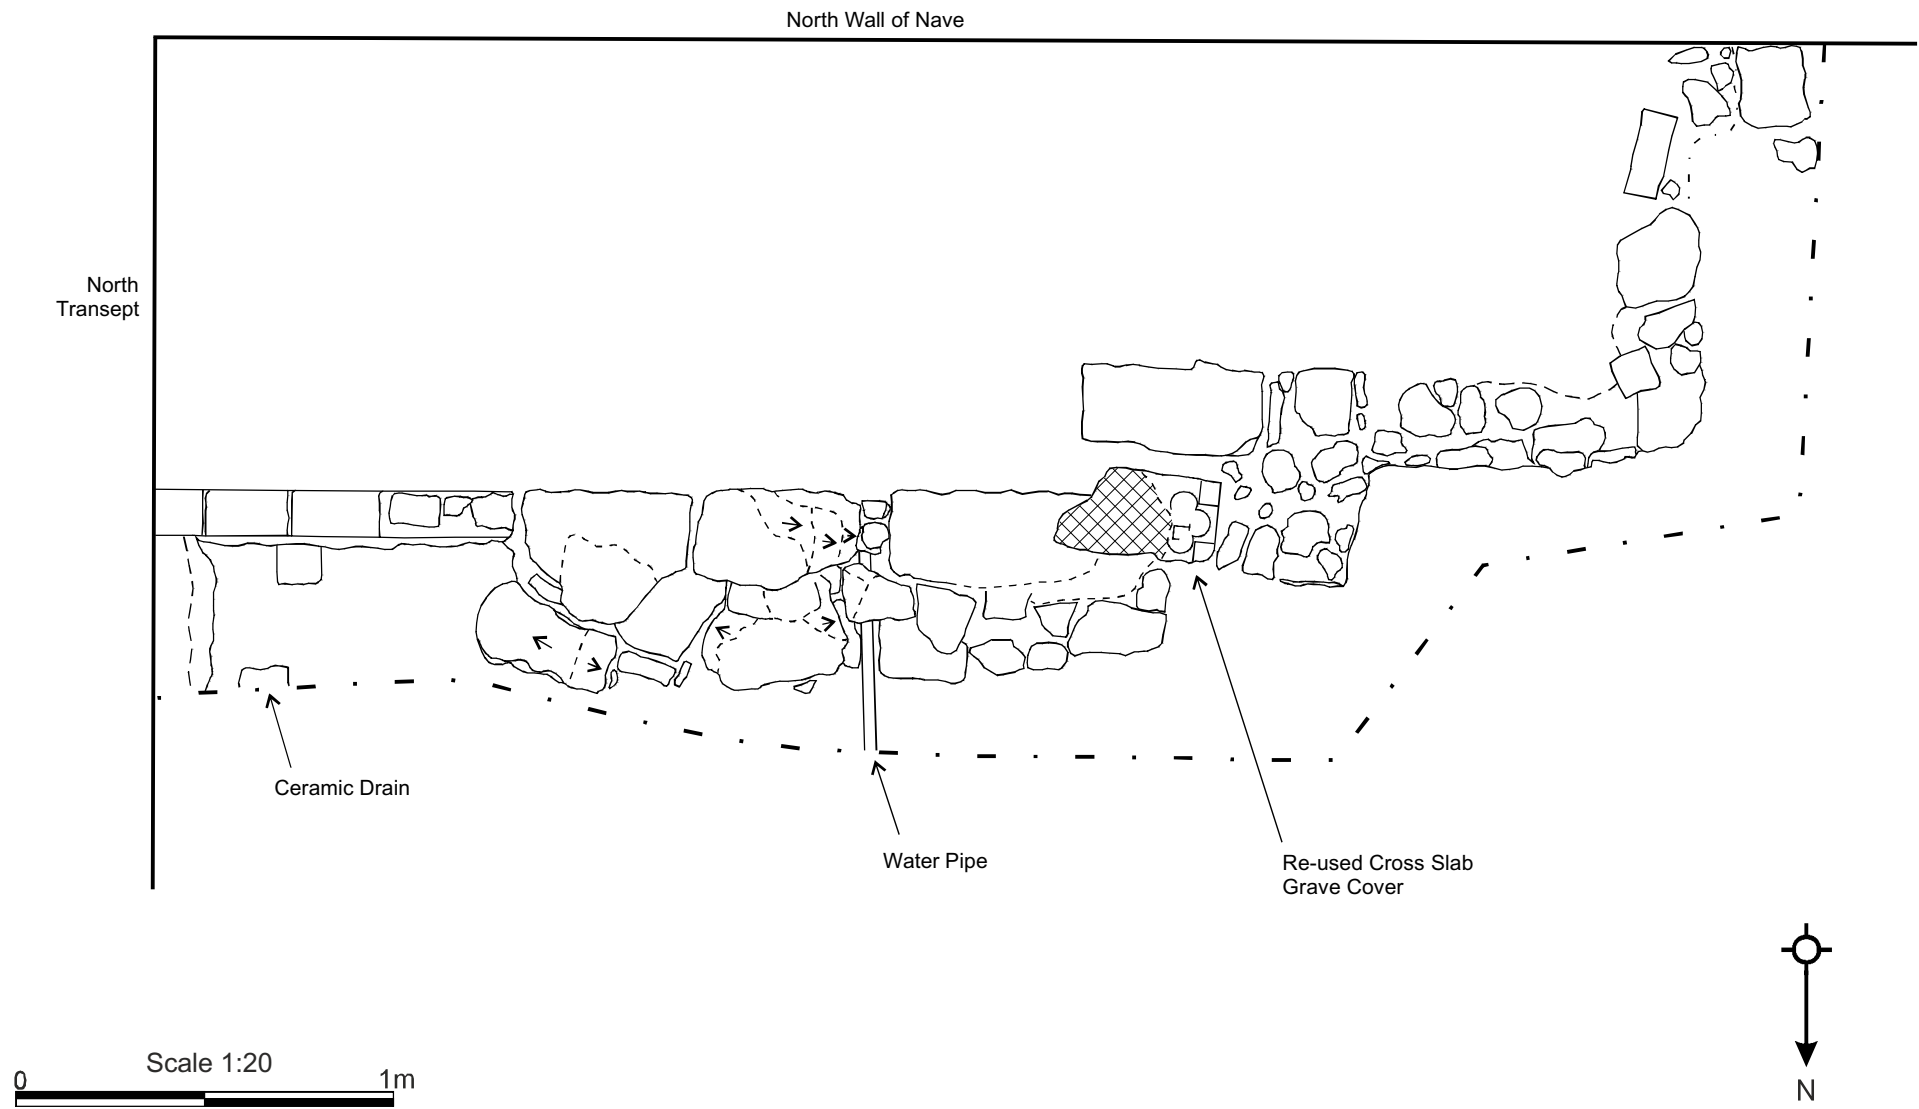 North Wall of Nave
North
Transept
Ceramic Drain
Water Pipe
Re-used Cross Slab
Grave Cover
Scale 1:20
0 1m
N